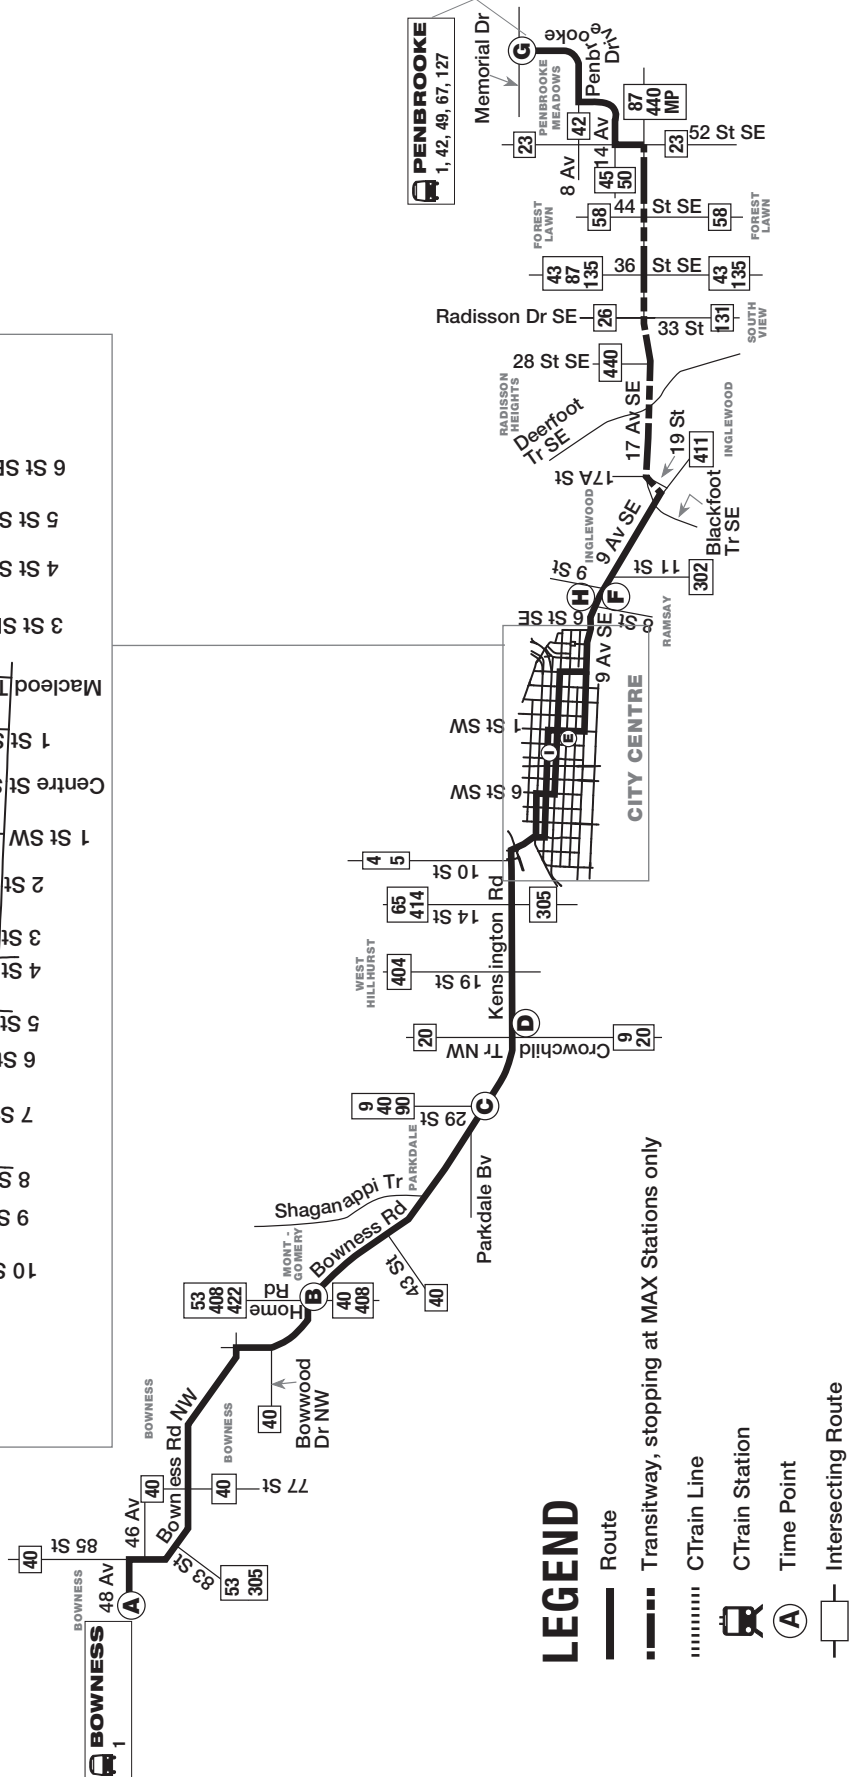 BOWNESS
1
A
48 Av
BOWNESS
85 St
40
46 Av
Bowness Rd NW
83 St
53
305
40
40
77 St
BOWNESS
BOWNESS
40
Bowwood
Dr NW
53
408
422
Home
Rd
B
40
408
MONT -
GOMERY
Bowness Rd
43 St
40
Shaganappi Tr
PARKDALE
Parkdale Bv
9
40
90
29 St
C
20
Crowchild
Tr NW
D
9
20
WEST
HILLHURST
404
19 St
Kensington Rd
65
414
14 St
305
4
5
10 St
6 St SW
1 St SW
I
E
CITY CENTRE
6 St SE
9 Av SE
8 St
RAMSAY
H
F
9 St
INGLEWOOD
9 Av SE
11 St
302
Blackfoot
Tr SE
411
19 St
17A St
INGLEWOOD
17 Av SE
Deerfoot
Tr SE
RADISSON
HEIGHTS
28 St SE
440
Radisson Dr SE
26
33 St
131
SOUTH
VIEW
43
87
135
36 St SE
43
135
FOREST
LAWN
58
44 St SE
58
FOREST
LAWN
45
50
14 Av
8 Av
23
23
52 St SE
87
440
MP
42
PENBROOKE
MEADOWS
Penbrooke
Drive
G
Memorial Dr
PENBROOKE
1, 42, 49, 67, 127
6 St SE
5 St S
4 St S
3 St SE
Macleod T
1 St S
Centre St S
1 St SW
2 St
3 St
4 St
5 St
6 St
7 S
8 S
9 S
10 S
LEGEND
Route
Transitway, stopping at MAX Stations only
CTrain Line
CTrain Station
A
Time Point
Intersecting Route